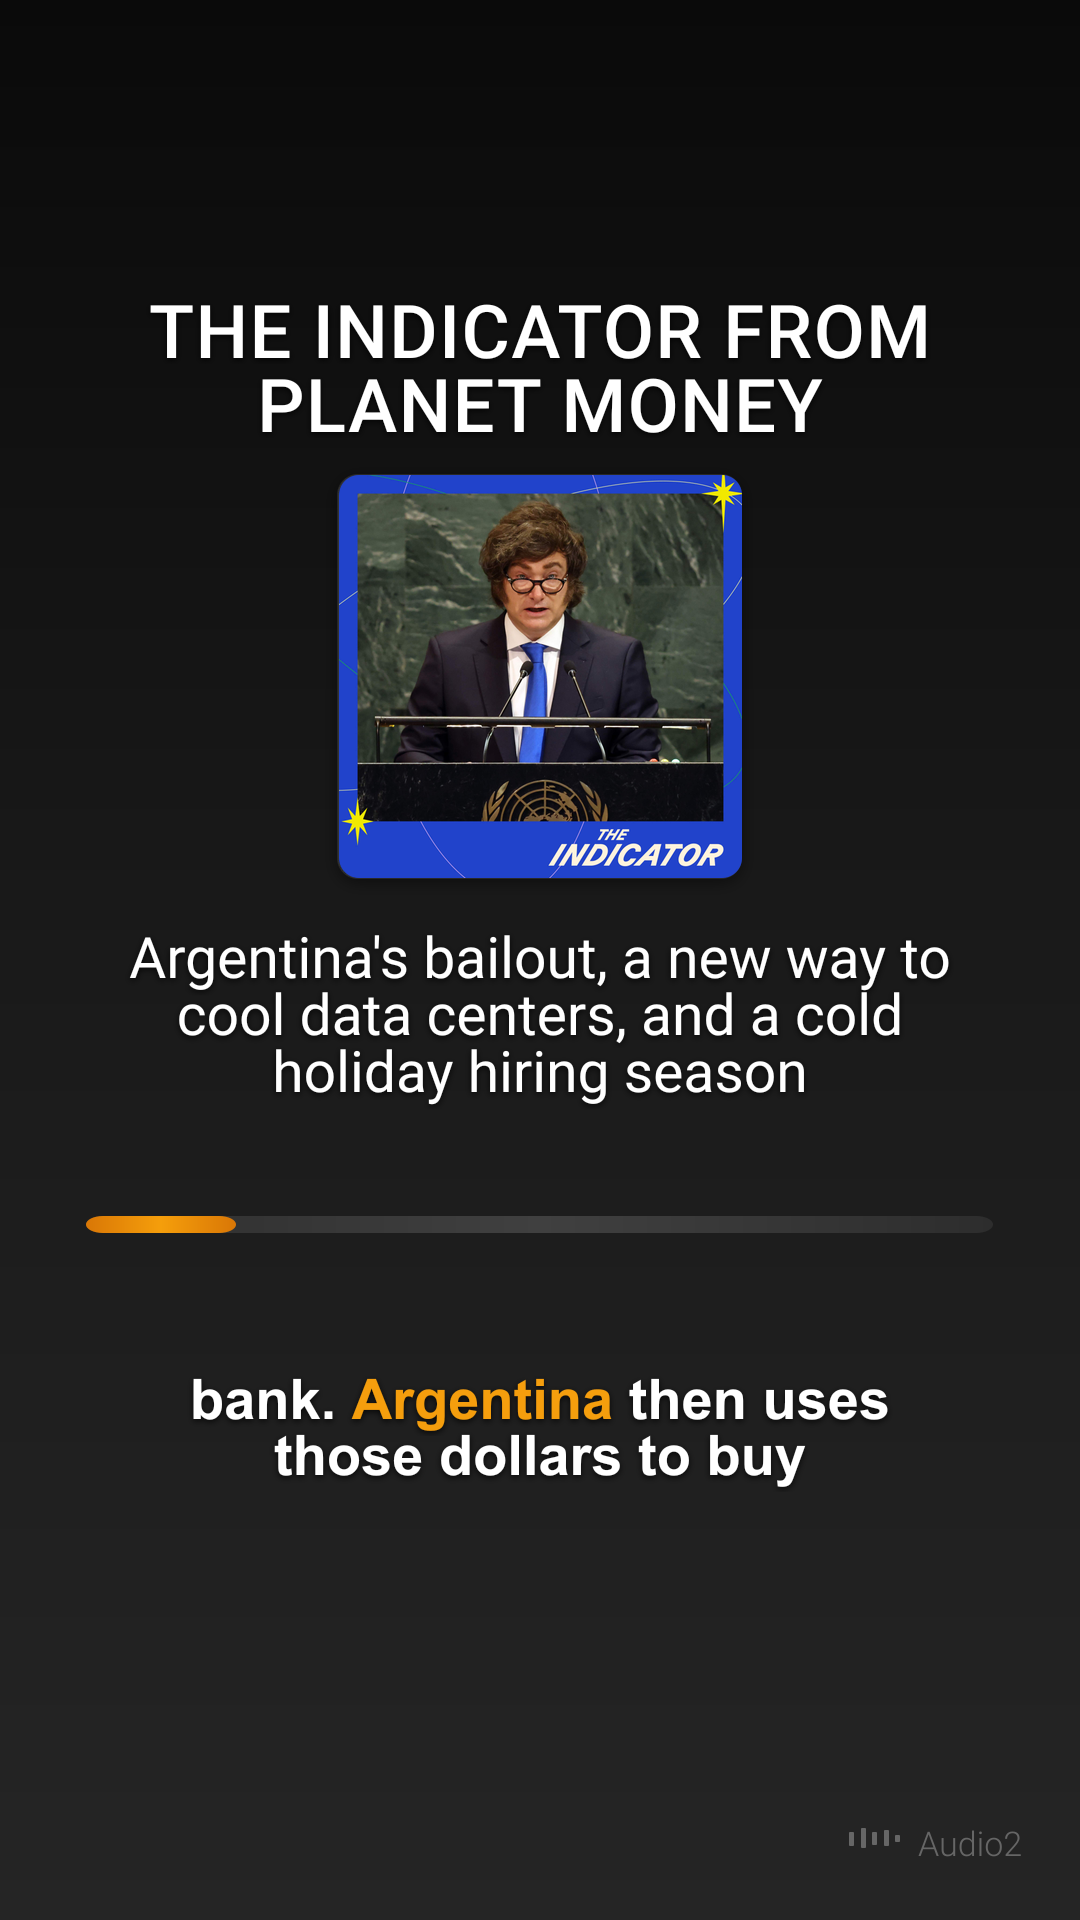 THE INDICATOR FROM
PLANET MONEY
THE
INDICATOR
Argentina's bailout, a new way to
cool data centers, and a cold
holiday hiring season
bank. Argentina then uses
those dollars to buy
Audio2